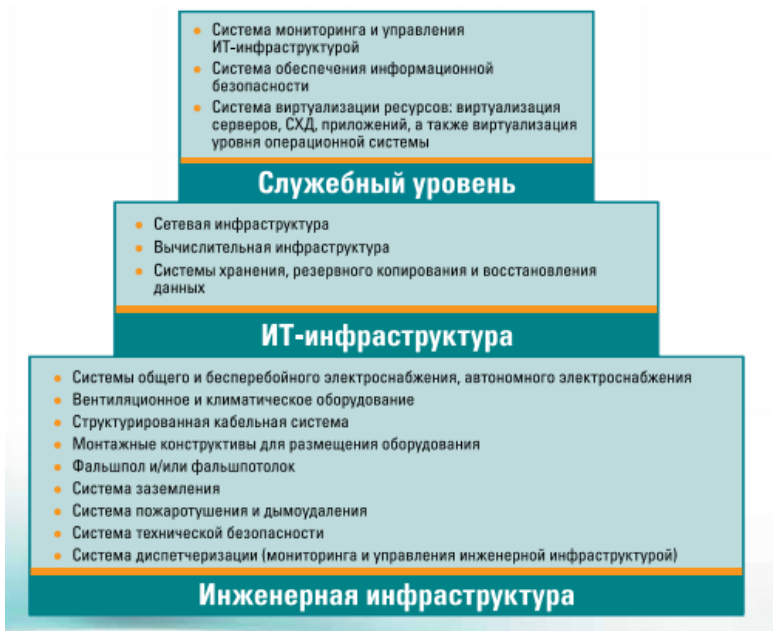 • Система мониторинга и управления
ИТ-инфраструктурой
• Система обеспечения информационной
безопасности
• Система виртуализации ресурсов: виртуализация
серверов, СХД, приложений, а также виртуализация
уровня операционной системы
Служебный уровень
• Сетевая инфраструктура
• Вычислительная инфраструктура
• Системы хранения, резервного копирования и восстановления
данных
ИТ-инфраструктура
• Системы общего и бесперебойного электроснабжения, автономного электроснабжения
• Вентиляционное и климатическое оборудование
• Структурированная кабельная система
• Монтажные конструктивы для размещения оборудования
• Фальшпол и/или фальшпотолок
• Система заземления
• Система пожаротушения и дымоудаления
• Система технической безопасности
• Система диспетчеризации (мониторинга и управления инженерной инфраструктурой)
Инженерная инфраструктура